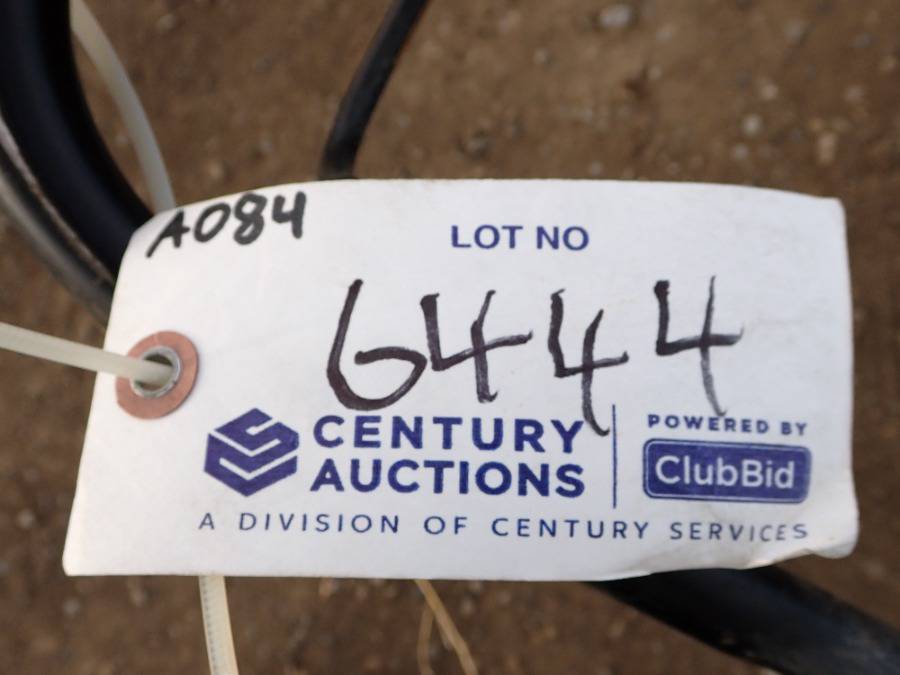 A084
LOT NO
6444
CENTURY AUCTIONS
POWERED BY
ClubBid
A DIVISION OF CENTURY SERVICES